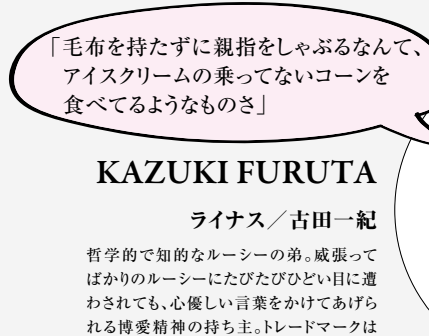 「毛布を持たずに親指をしゃぶるなんて、
アイスクリームの乗ってないコーンを
食べてるようなものさ」
KAZUKI FURUTA
ライナス／古田一紀
哲学的で知的なルーシーの弟。威張って
ばかりのルーシーにたびたびひどい目に遭
わされても、心優しい言葉をかけてあげら
れる博愛精神の持ち主。トレードマークは